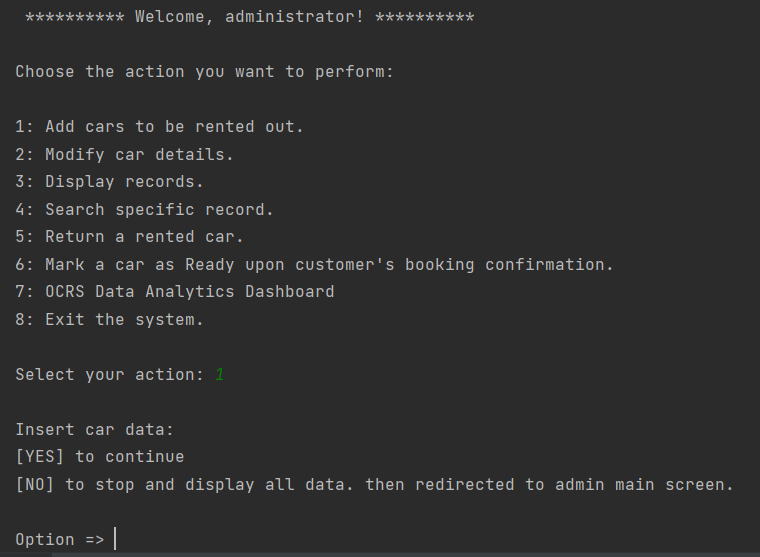 ********** Welcome, administrator! **********
Choose the action you want to perform:
1: Add cars to be rented out.
2: Modify car details.
3: Display records.
4: Search specific record.
5: Return a rented car.
6: Mark a car as Ready upon customer's booking confirmation.
7: OCRS Data Analytics Dashboard
8: Exit the system.
Select your action: 1
Insert car data:
[YES] to continue
[NO] to stop and display all data. then redirected to admin main screen.
Option =>